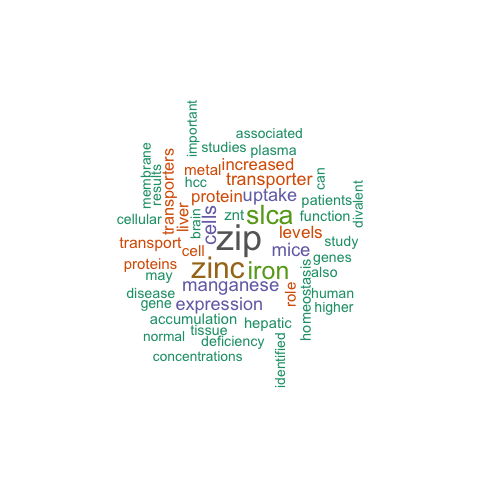 important
associated
studies
plasma
membrane
results
transporters
metal
increased
hcc
transporter
can
divalent
protein
uptake
patients
cellular
liver
brain
cells
znt
slca
function
transport
cell
zip
levels
study
mice
proteins
zinc
iron
genes
also
may
manganese
role
homeostasis
human
disease
gene
expression
higher
accumulation
tissue
hepatic
normal
deficiency
identified
concentrations